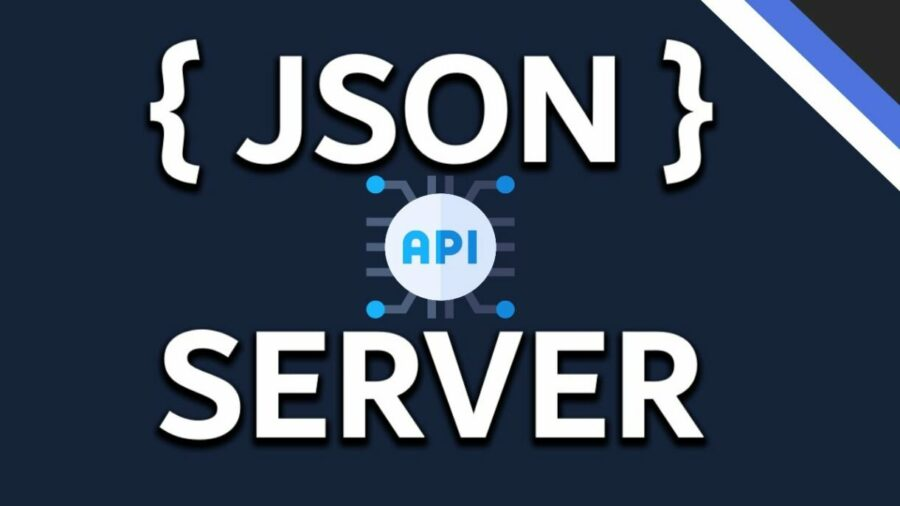 { JSON }
API
SERVER